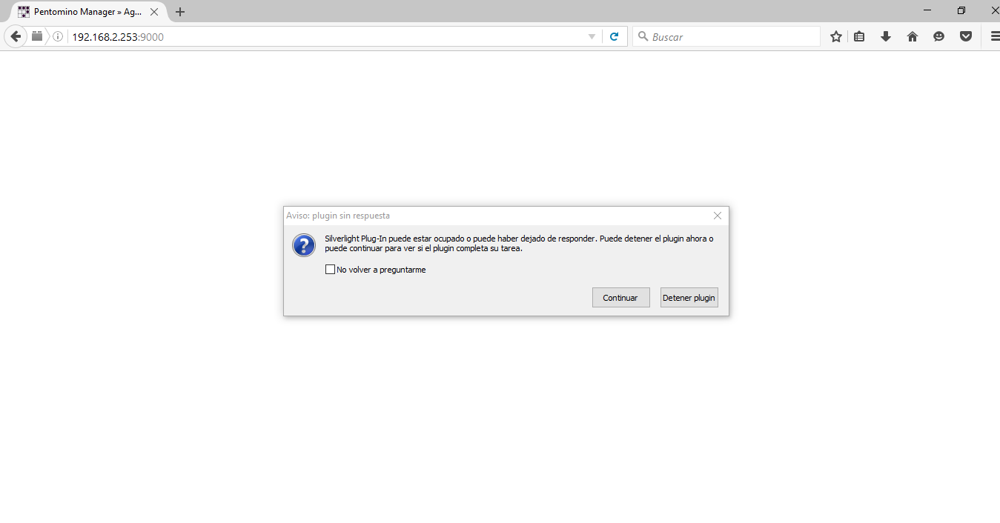 Pentomino Manager » Ag...
192.168.2.253:9000
Buscar
Aviso: plugin sin respuesta
Silverlight Plug-In puede estar ocupado o puede haber dejado de responder. Puede detener el plugin ahora o
puede continuar para ver si el plugin completa su tarea.
No volver a preguntarme
Continuar
Detener plugin